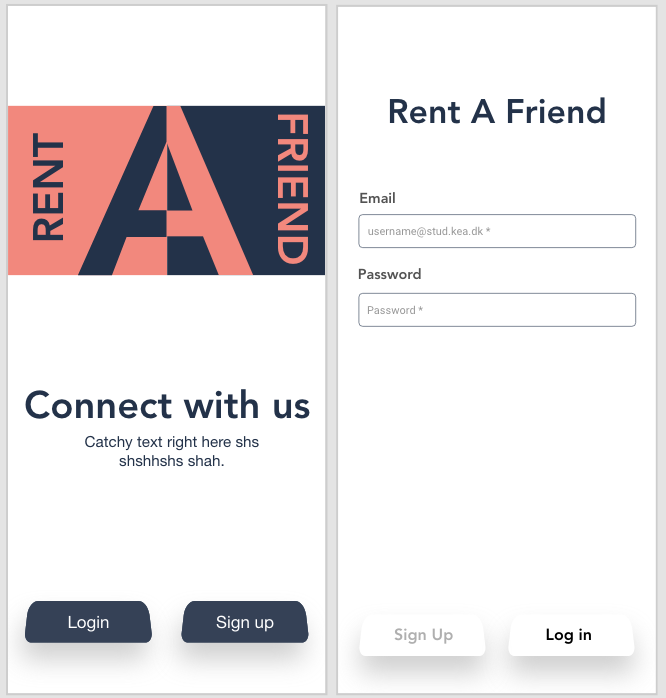 RENT
A
FRIEND
Connect with us
Catchy text right here shs
shshhshs shah.
Login
Sign up
Rent A Friend
Email
username@stud.kea.dk *
Password
Password *
Sign Up
Log in